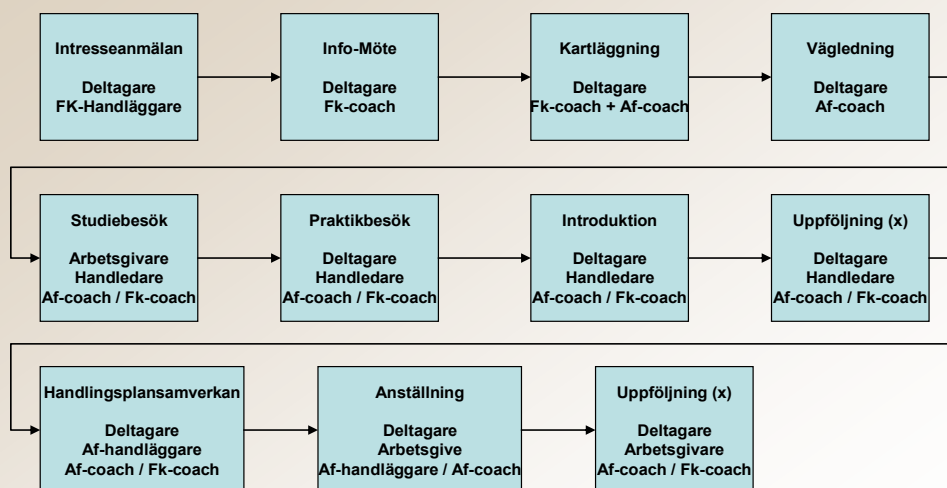 Intresseanmälan
Deltagare
FK-Handläggare
Info-Möte
Deltagare
Fk-coach
Kartläggning
Deltagare
Fk-coach + Af-coach
Vägledning
Deltagare
Af-coach
Studiebesök
Arbetsgivare
Handledare
Af-coach / Fk-coach
Praktikbesök
Deltagare
Handledare
Af-coach / Fk-coach
Introduktion
Deltagare
Handledare
Af-coach / Fk-coach
Uppföljning (x)
Deltagare
Handledare
Af-coach / Fk-coach
Handlingsplansamverkan
Deltagare
Af-handläggare
Af-coach / Fk-coach
Anställning
Deltagare
Arbetsgive
Af-handläggare / Af-coach
Uppföljning (x)
Deltagare
Arbetsgivare
Af-coach / Fk-coach